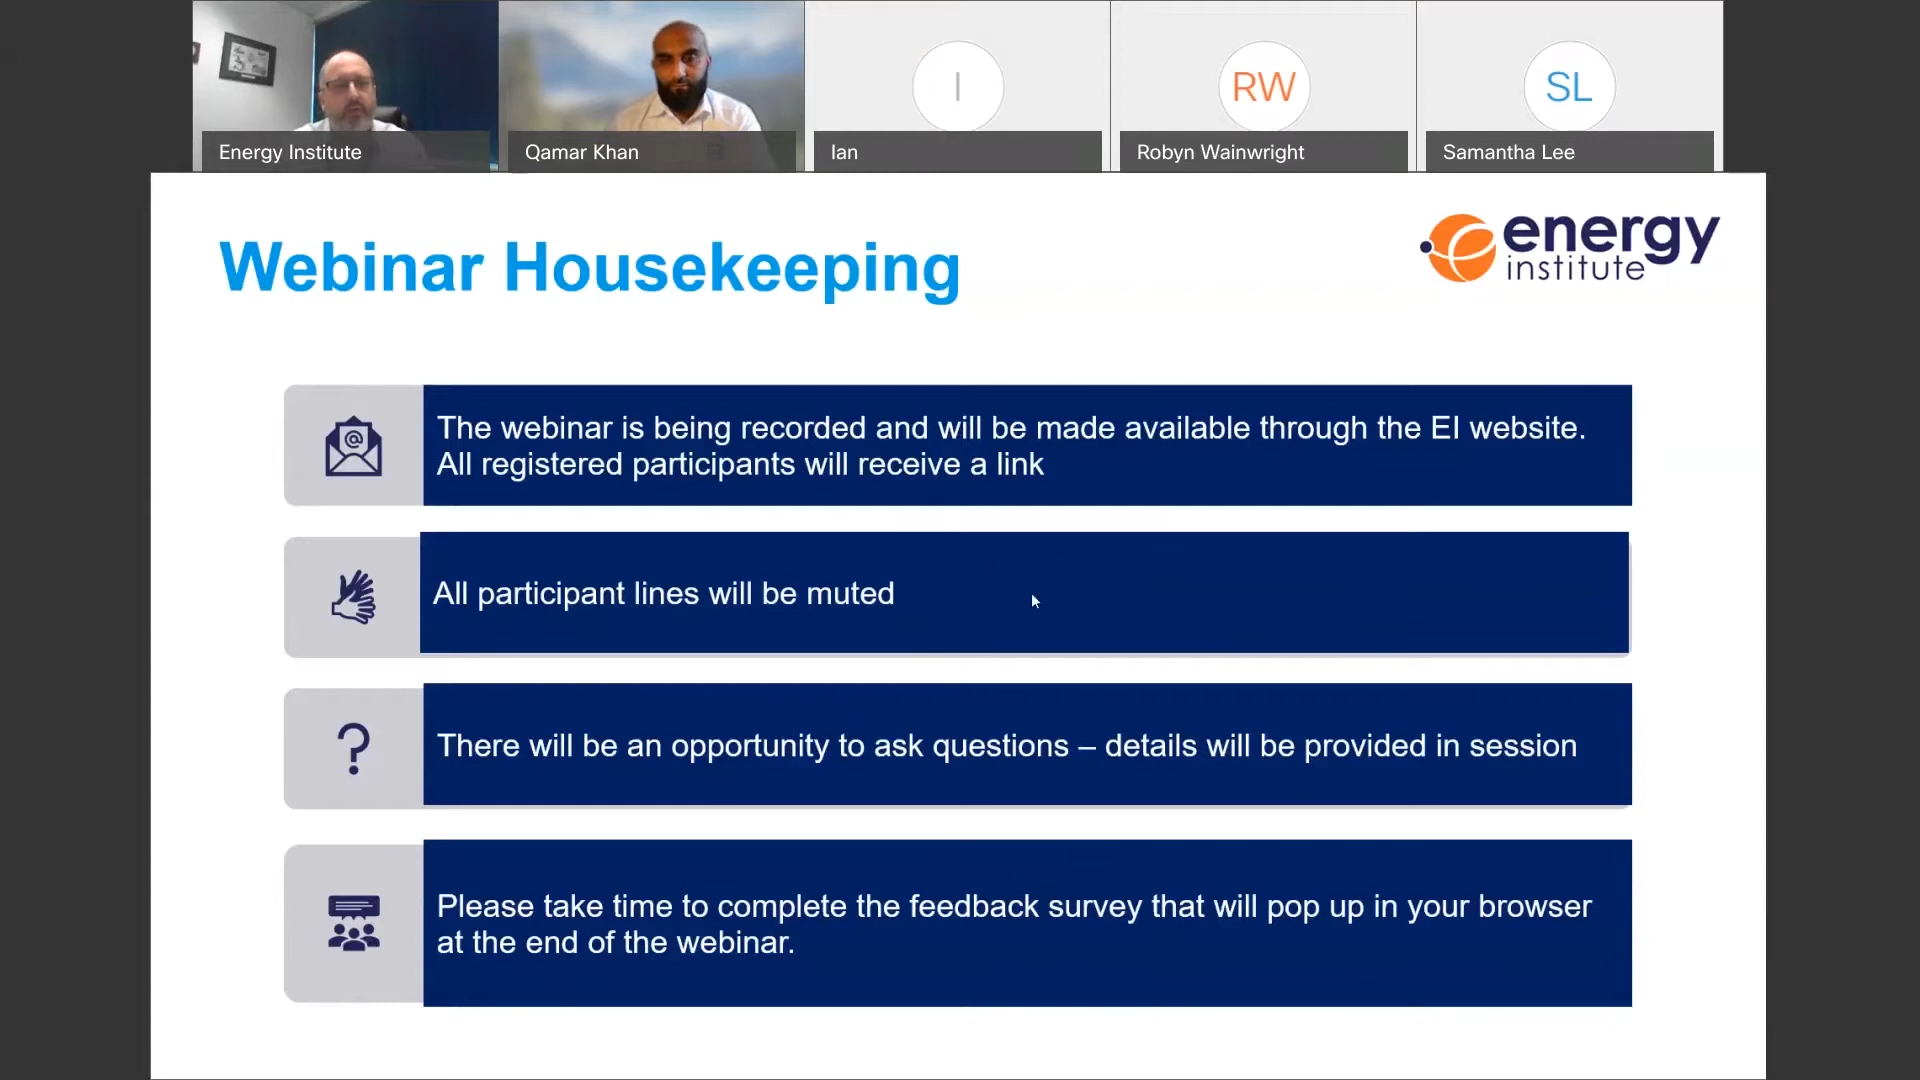 Energy Institute
Qamar Khan
I
Ian
RW
Robyn Wainwright
SL
Samantha Lee
Webinar Housekeeping
energy
institute
@
The webinar is being recorded and will be made available through the EI website.
All registered participants will receive a link
All participant lines will be muted
?
There will be an opportunity to ask questions – details will be provided in session
Please take time to complete the feedback survey that will pop up in your browser
at the end of the webinar.